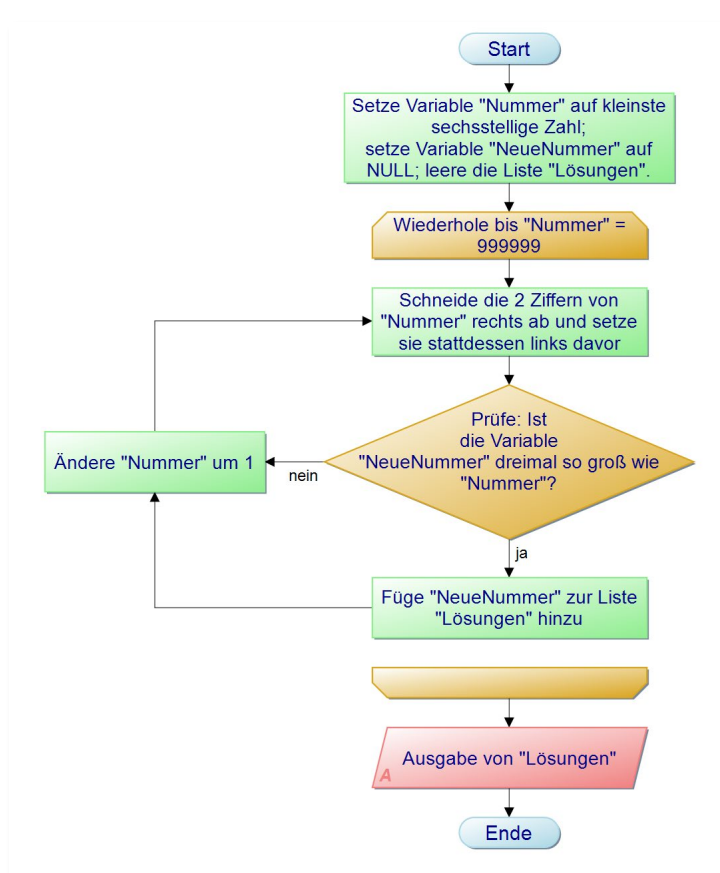 Start
Setze Variable "Nummer" auf kleinste
sechsstellige Zahl;
setze Variable "NeueNummer" auf
NULL; leere die Liste "Lösungen".
Wiederhole bis "Nummer" =
999999
Schneide die 2 Ziffern von
"Nummer" rechts ab und setze
sie stattdessen links davor
Prüfe: Ist
die Variable
"NeueNummer" dreimal so groß wie
"Nummer"?
Ändere "Nummer" um 1
nein
ja
Füge "NeueNummer" zur Liste
"Lösungen" hinzu
Ausgabe von "Lösungen"
A
Ende